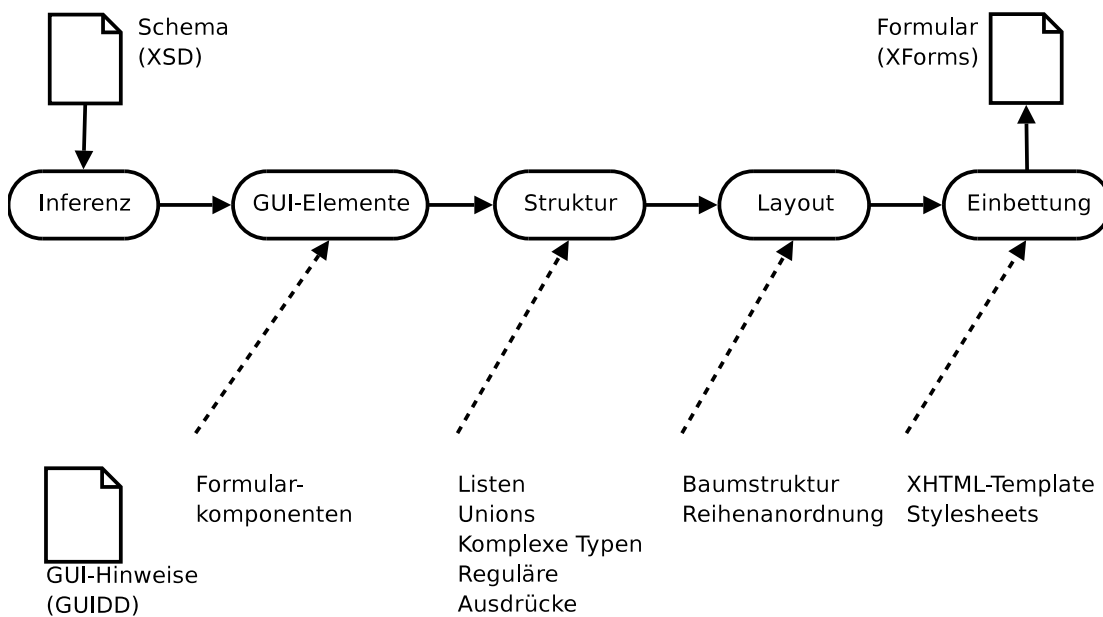 Schema
(XSD)
Formular
(XForms)
Inferenz
GUI-Elemente
Struktur
Layout
Einbettung
Formular-
komponenten
Listen
Unions
Komplexe Typen
Reguläre
Ausdrücke
Baumstruktur
Reihenanordnung
XHTML-Template
Stylesheets
GUI-Hinweise
(GUIDD)